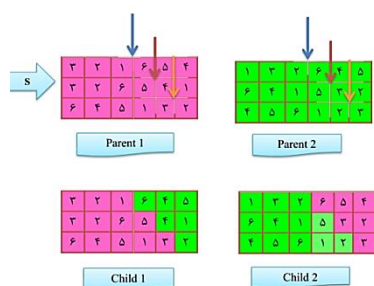 S
۳ ۲ ۱ ۶ ۵ ۴
۳ ۲ ۶ ۵ ۴ ۱
۶ ۴ ۵ ۱ ۳ ۲
Parent 1
۱ ۳ ۲ ۶ ۴ ۵
۶ ۴ ۱ ۵ ۳ ۲
۴ ۵ ۶ ۱ ۲ ۳
Parent 2
۳ ۲ ۱ ۶ ۴ ۵
۳ ۲ ۶ ۵ ۴ ۱
۶ ۴ ۵ ۱ ۳ ۲
Child 1
۱ ۳ ۲ ۶ ۵ ۴
۶ ۴ ۱ ۵ ۳ ۲
۴ ۵ ۶ ۱ ۲ ۳
Child 2